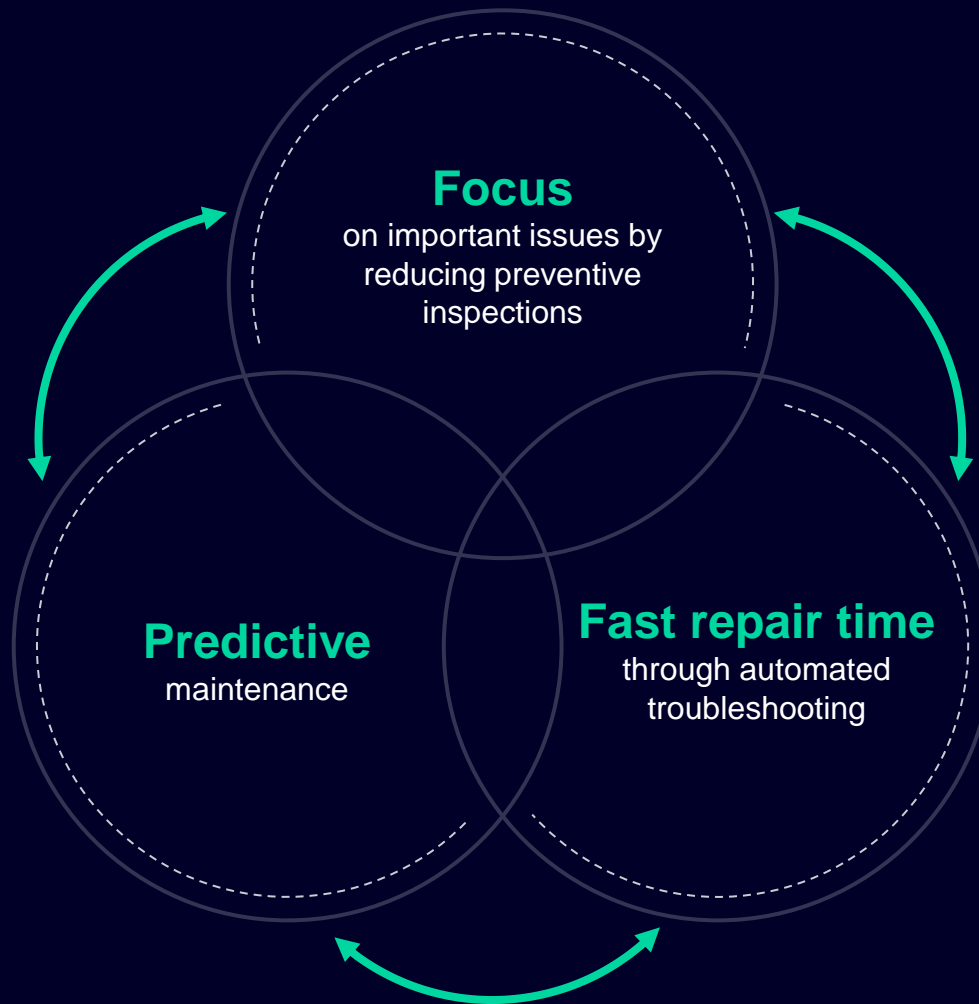 Focus
on important issues by
reducing preventive
inspections
Predictive
maintenance
Fast repair time
through automated
troubleshooting